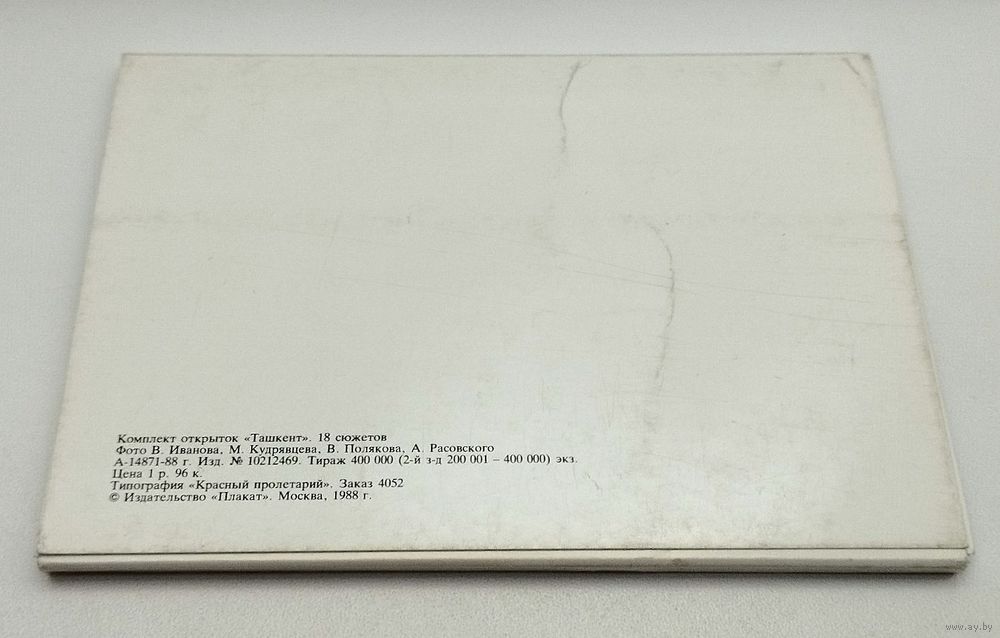 Комплект открыток «Ташкент». 18 сюжетов
Фото В. Иванова, М. Кудрявцева, В. Полякова, А. Расовского
А-14871-88 г. Изд. № 10212469. Тираж 400 000 (2-й з-д 200 001 – 400 000) экз.
Цена 1 р. 96 к.
Типография «Красный пролетарий». Заказ 4052
© Издательство «Плакат». Москва, 1988 г.
www.ay.by